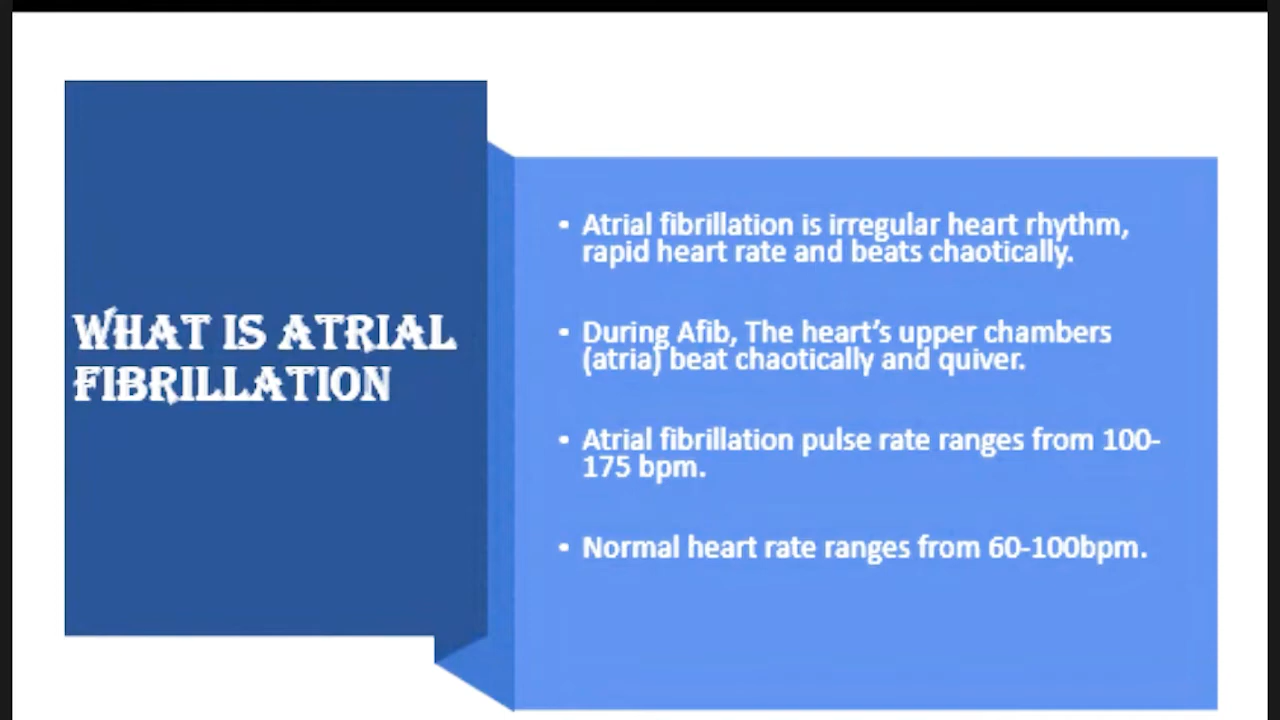 WHAT IS ATRIAL
FIBRILLATION
• Atrial fibrillation is irregular heart rhythm,
rapid heart rate and beats chaotically.
• During Afib, The heart’s upper chambers
(atria) beat chaotically and quiver.
• Atrial fibrillation pulse rate ranges from 100-
175 bpm.
• Normal heart rate ranges from 60-100bpm.